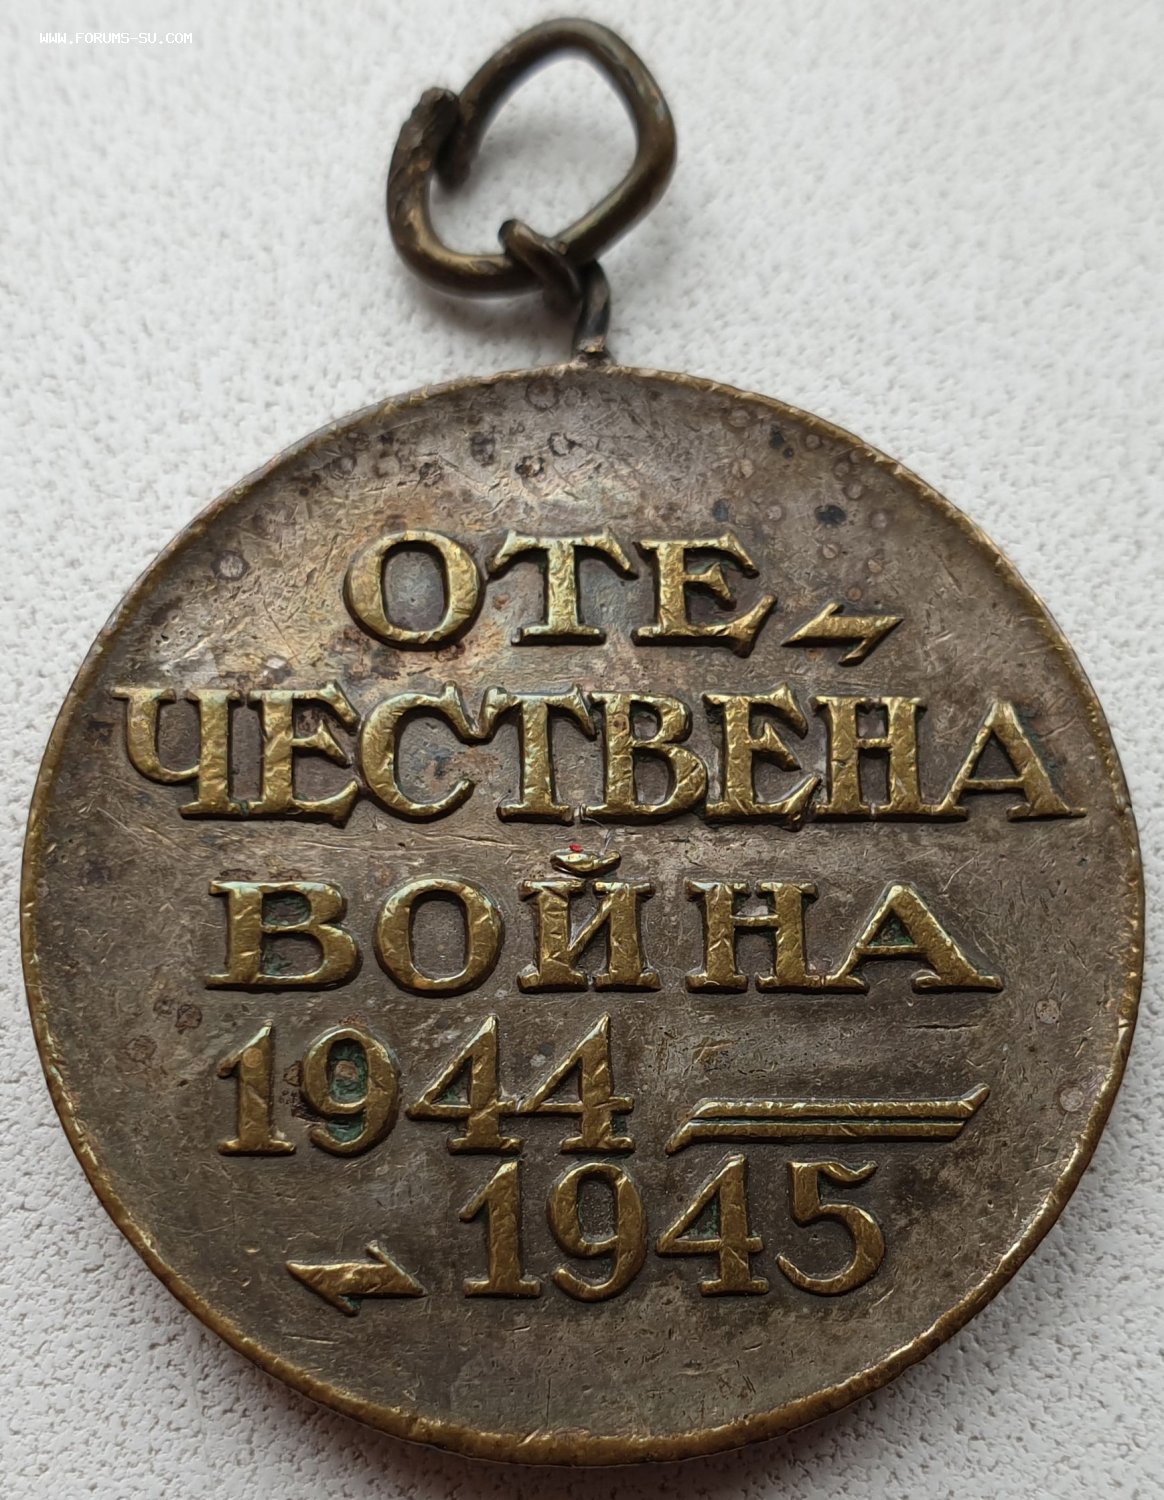 WWW.FORUMS-SU.COM
ОТЕ-
ЧЕСТВЕНА
ВОЙНА
1944 =
- 1945